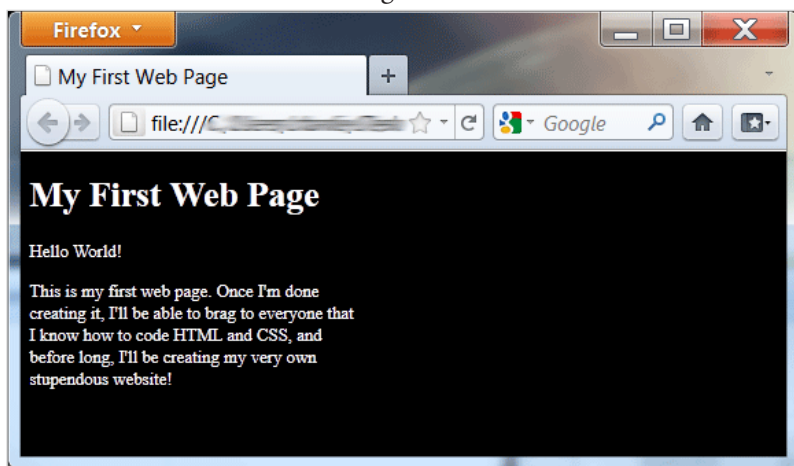 Firefox
My First Web Page
file:///C
Google
My First Web Page
Hello World!
This is my first web page. Once I'm done
creating it, I'll be able to brag to everyone that
I know how to code HTML and CSS, and
before long, I'll be creating my very own
stupendous website!